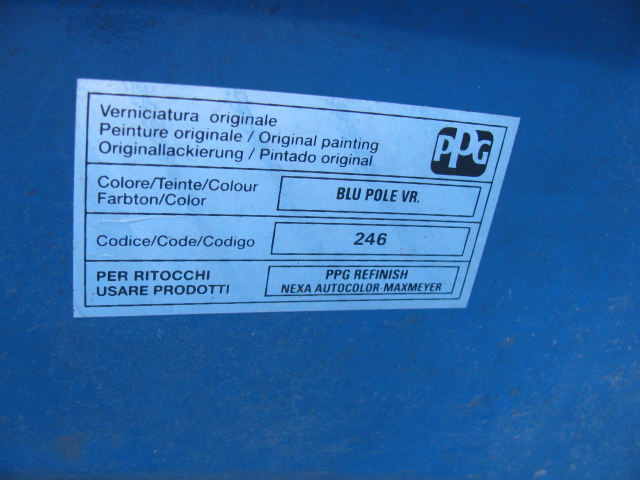 Verniciatura originale
Peinture originale / Original painting
Originallackierung / Pintado original
PPG
Colore/Teinte/Colour
Farbton/Color
BLU POLE VR.
Codice/Code/Codigo
246
PER RITOCCHI
USARE PRODOTTI
PPG REFINISH
NEXA AUTOCOLOR-MAXMEYER